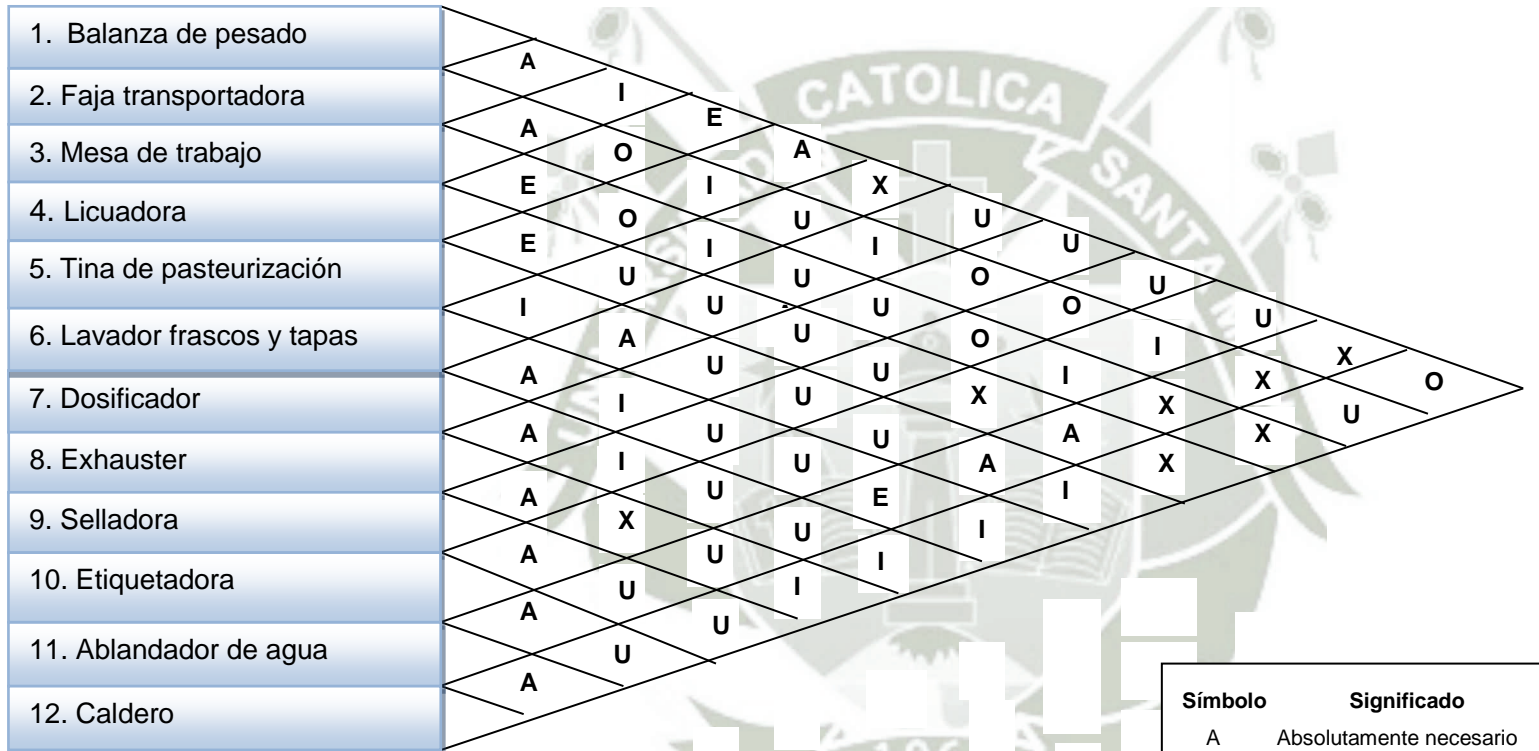 1. Balanza de pesado
2. Faja transportadora
3. Mesa de trabajo
4. Licuadora
5. Tina de pasteurización
6. Lavador frascos y tapas
7. Dosificador
8. Exhauster
9. Selladora
10. Etiquetadora
11. Ablandador de agua
12. Caldero
A
A
E
E
I
A
A
A
A
A
A
I
O
O
U
A
I
I
X
U
U
E
I
I
U
U
U
U
U
U
A
U
U
U
U
U
U
I
X
I
U
U
U
E
I
U
O
O
X
A
I
U
O
I
A
I
U
I
X
X
U
X
X
X
U
O
CATOLICA
SANTA
Símbolo Significado
A Absolutamente necesario